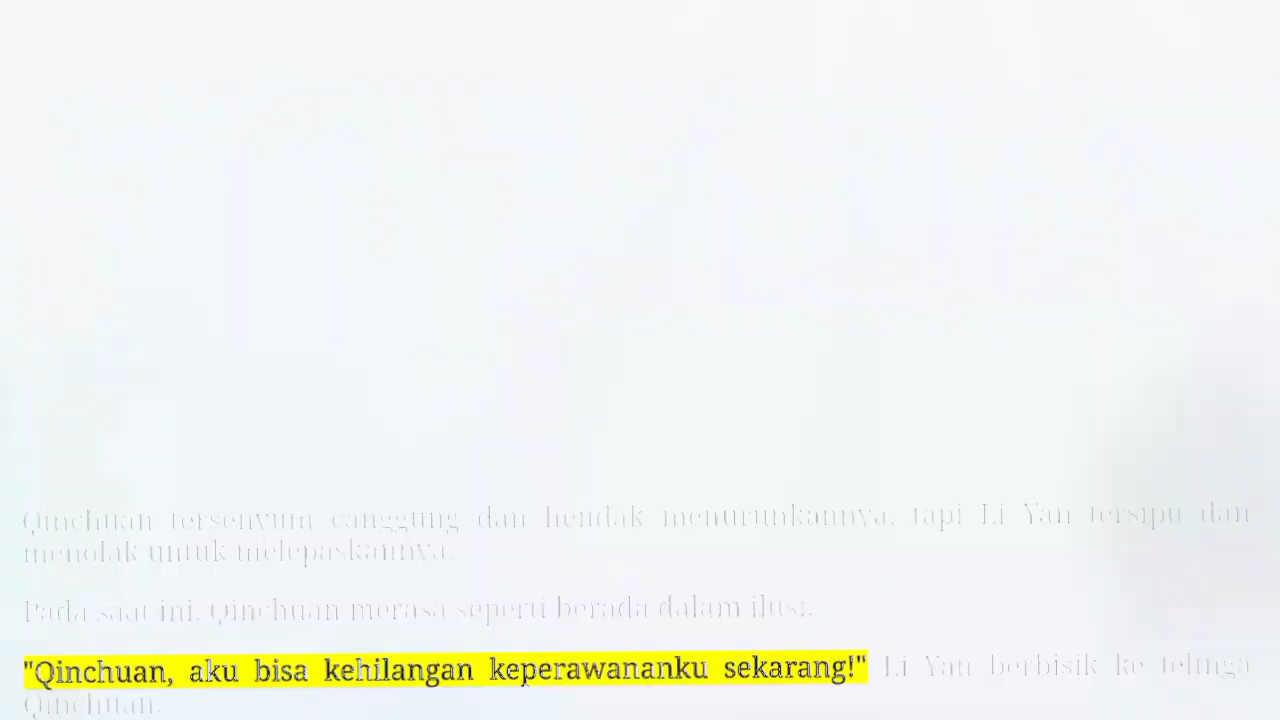 Qinchuan tersenyum canggung dan hendak menurunkannya, tapi Li Yan tersipu dan
menolak untuk melepaskannya.
Pada saat ini, Qinchuan merasa seperti berada dalam ilusi.
"Qinchuan, aku bisa kehilangan keperawananku sekarang!" Li Yan berbisik ke telinga
Qinchuan.